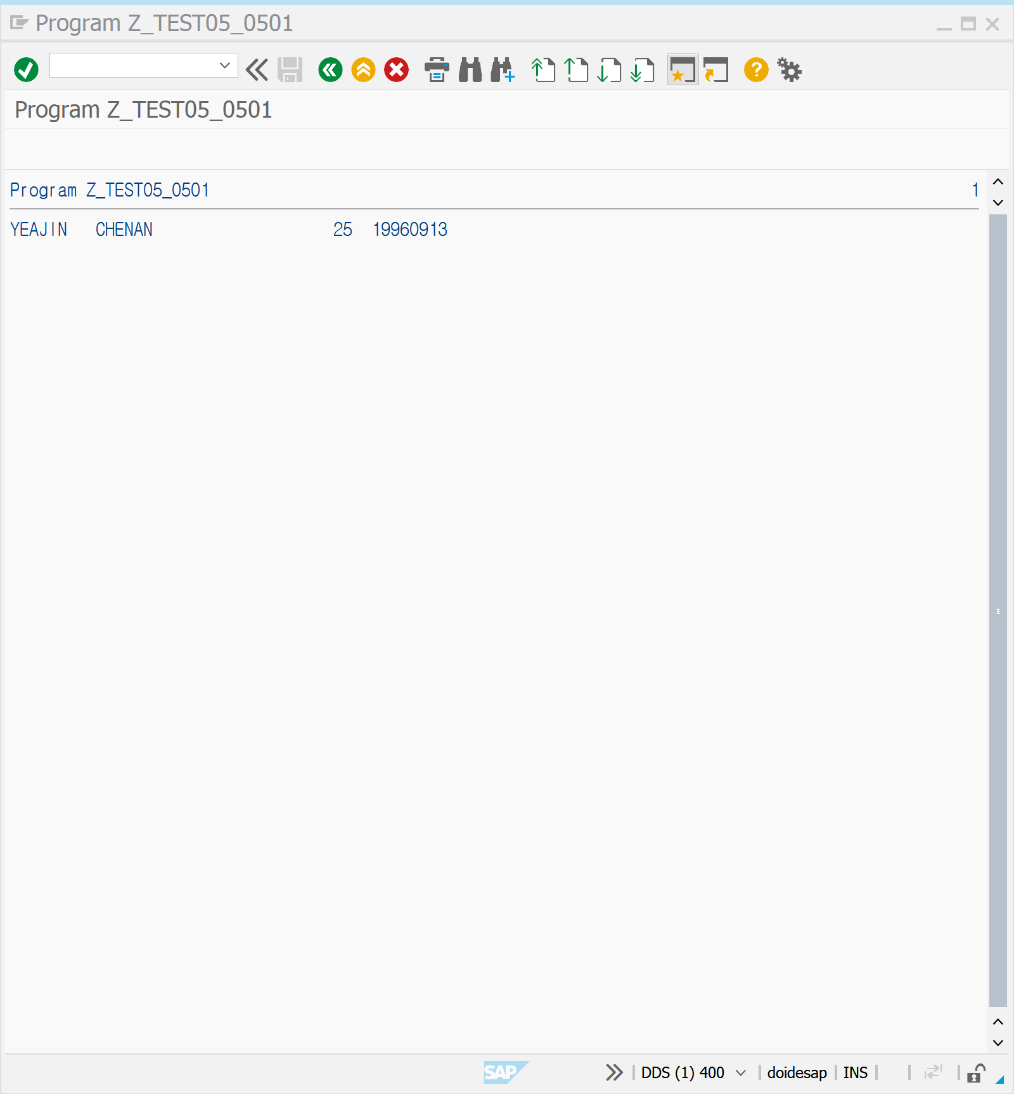 Program Z_TEST05_0501
Program Z_TEST05_0501
Program Z_TEST05_0501 1
YEAJIN CHENAN 25 19960913
SAP DDS (1) 400 doidesap INS